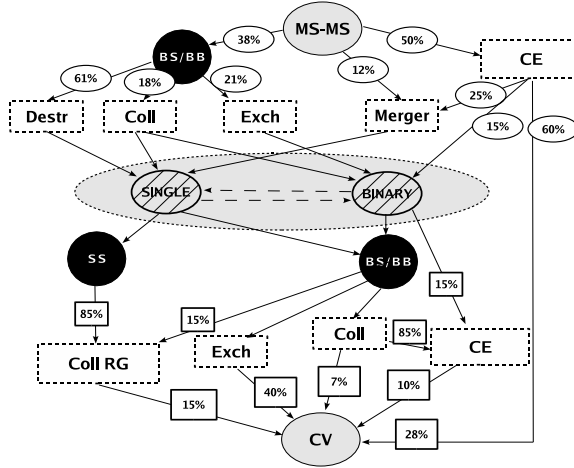 MS-MS
38%
50%
BS/BB
CE
12%
61%
18%
21%
25%
15%
60%
Destr
Coll
Exch
Merger
SINGLE
BINARY
SS
BS/BB
15%
85%
15%
Coll
85%
CE
Coll RG
Exch
15%
40%
7%
10%
28%
CV